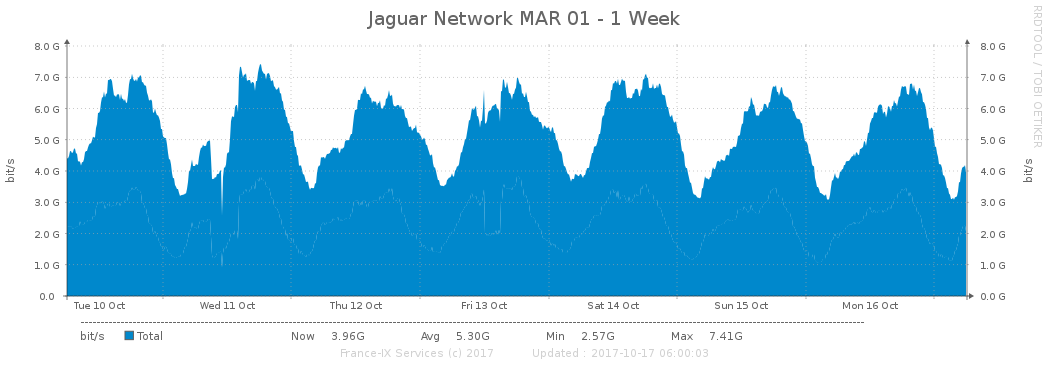 Jaguar Network MAR 01 - 1 Week
RRDTOOL / TOBI OETIKER
8.0 G 8.0 G
7.0 G 7.0 G
6.0 G 6.0 G
5.0 G 5.0 G
4.0 G 4.0 G
3.0 G 3.0 G
2.0 G 2.0 G
1.0 G 1.0 G
0.0 0.0 G
bit/s
bit/s
Tue 10 Oct Wed 11 Oct Thu 12 Oct Fri 13 Oct Sat 14 Oct Sun 15 Oct Mon 16 Oct
bit/s Total Now 3.96G Avg 5.30G Min 2.57G Max 7.41G
France-IX Services (c) 2017 Updated : 2017-10-17 06:00:03